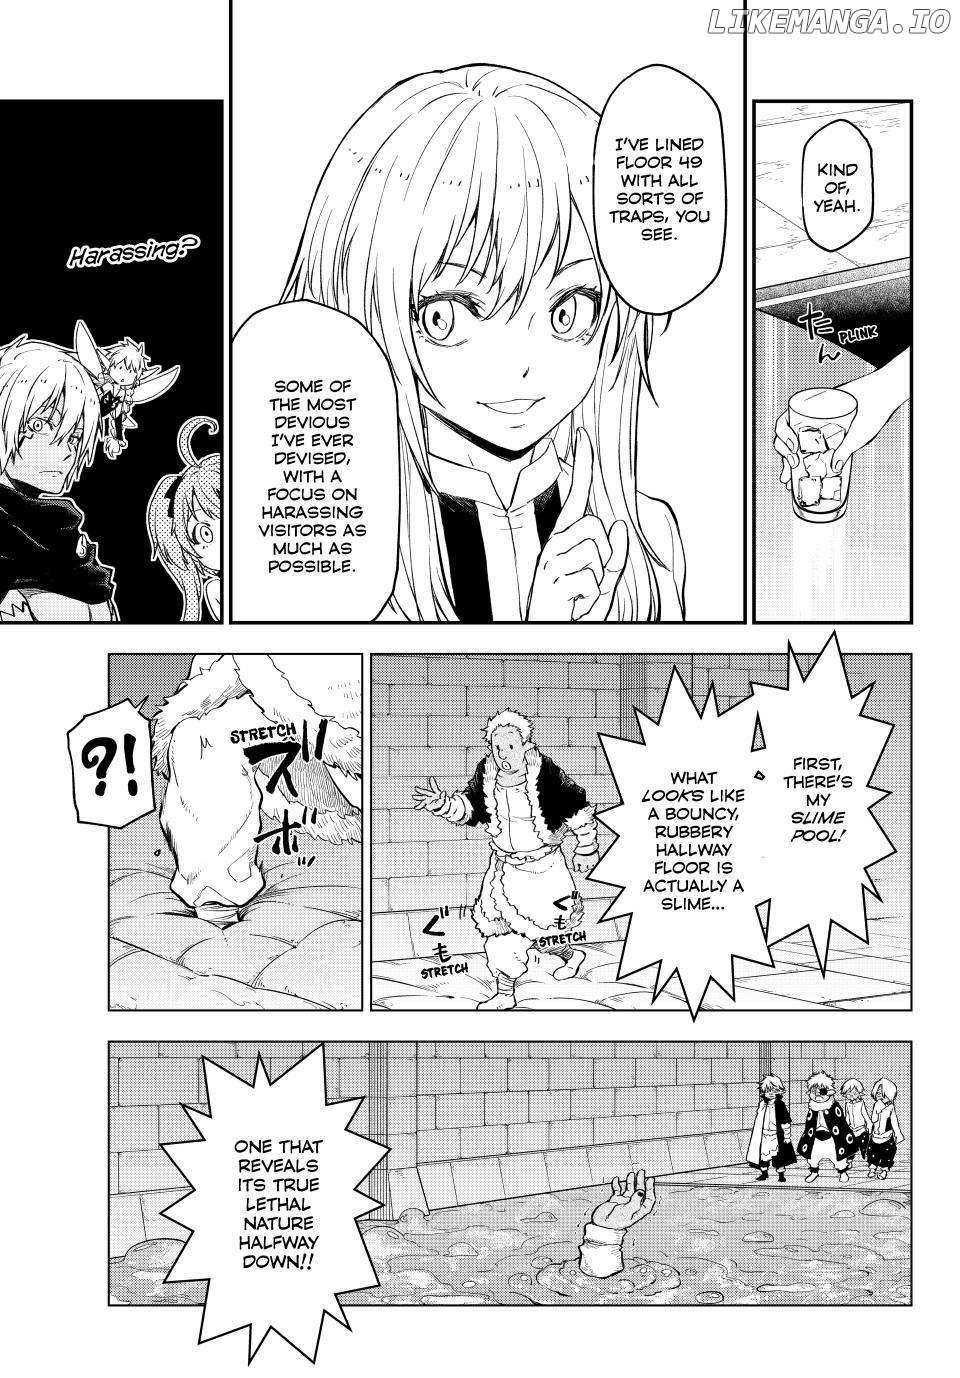 LIKEMANGA.IO
KIND
OF,
YEAH.
たん
PLINK
I'VE LINED
FLOOR 49
WITH ALL
SORTS OF
TRAPS, YOU
SEE.
SOME OF
THE MOST
DEVIOUS
I'VE EVER
DEVISED,
WITH A
FOCUS ON
HARASSING
VISITORS AS
MUCH AS
POSSIBLE.
Harassing?
FIRST,
THERE'S
MY
SLIME
POOL!
WHAT
LOOKS LIKE
A BOUNCY,
RUBBERY
HALLWAY
FLOOR IS
ACTUALLY A
SLIME...
ぐも
STRETCH
ぐも
STRETCH
STRETCH
ズズ
ボ
?!
ONE THAT
REVEALS
ITS TRUE
LETHAL
NATURE
HALFWAY
DOWN!!